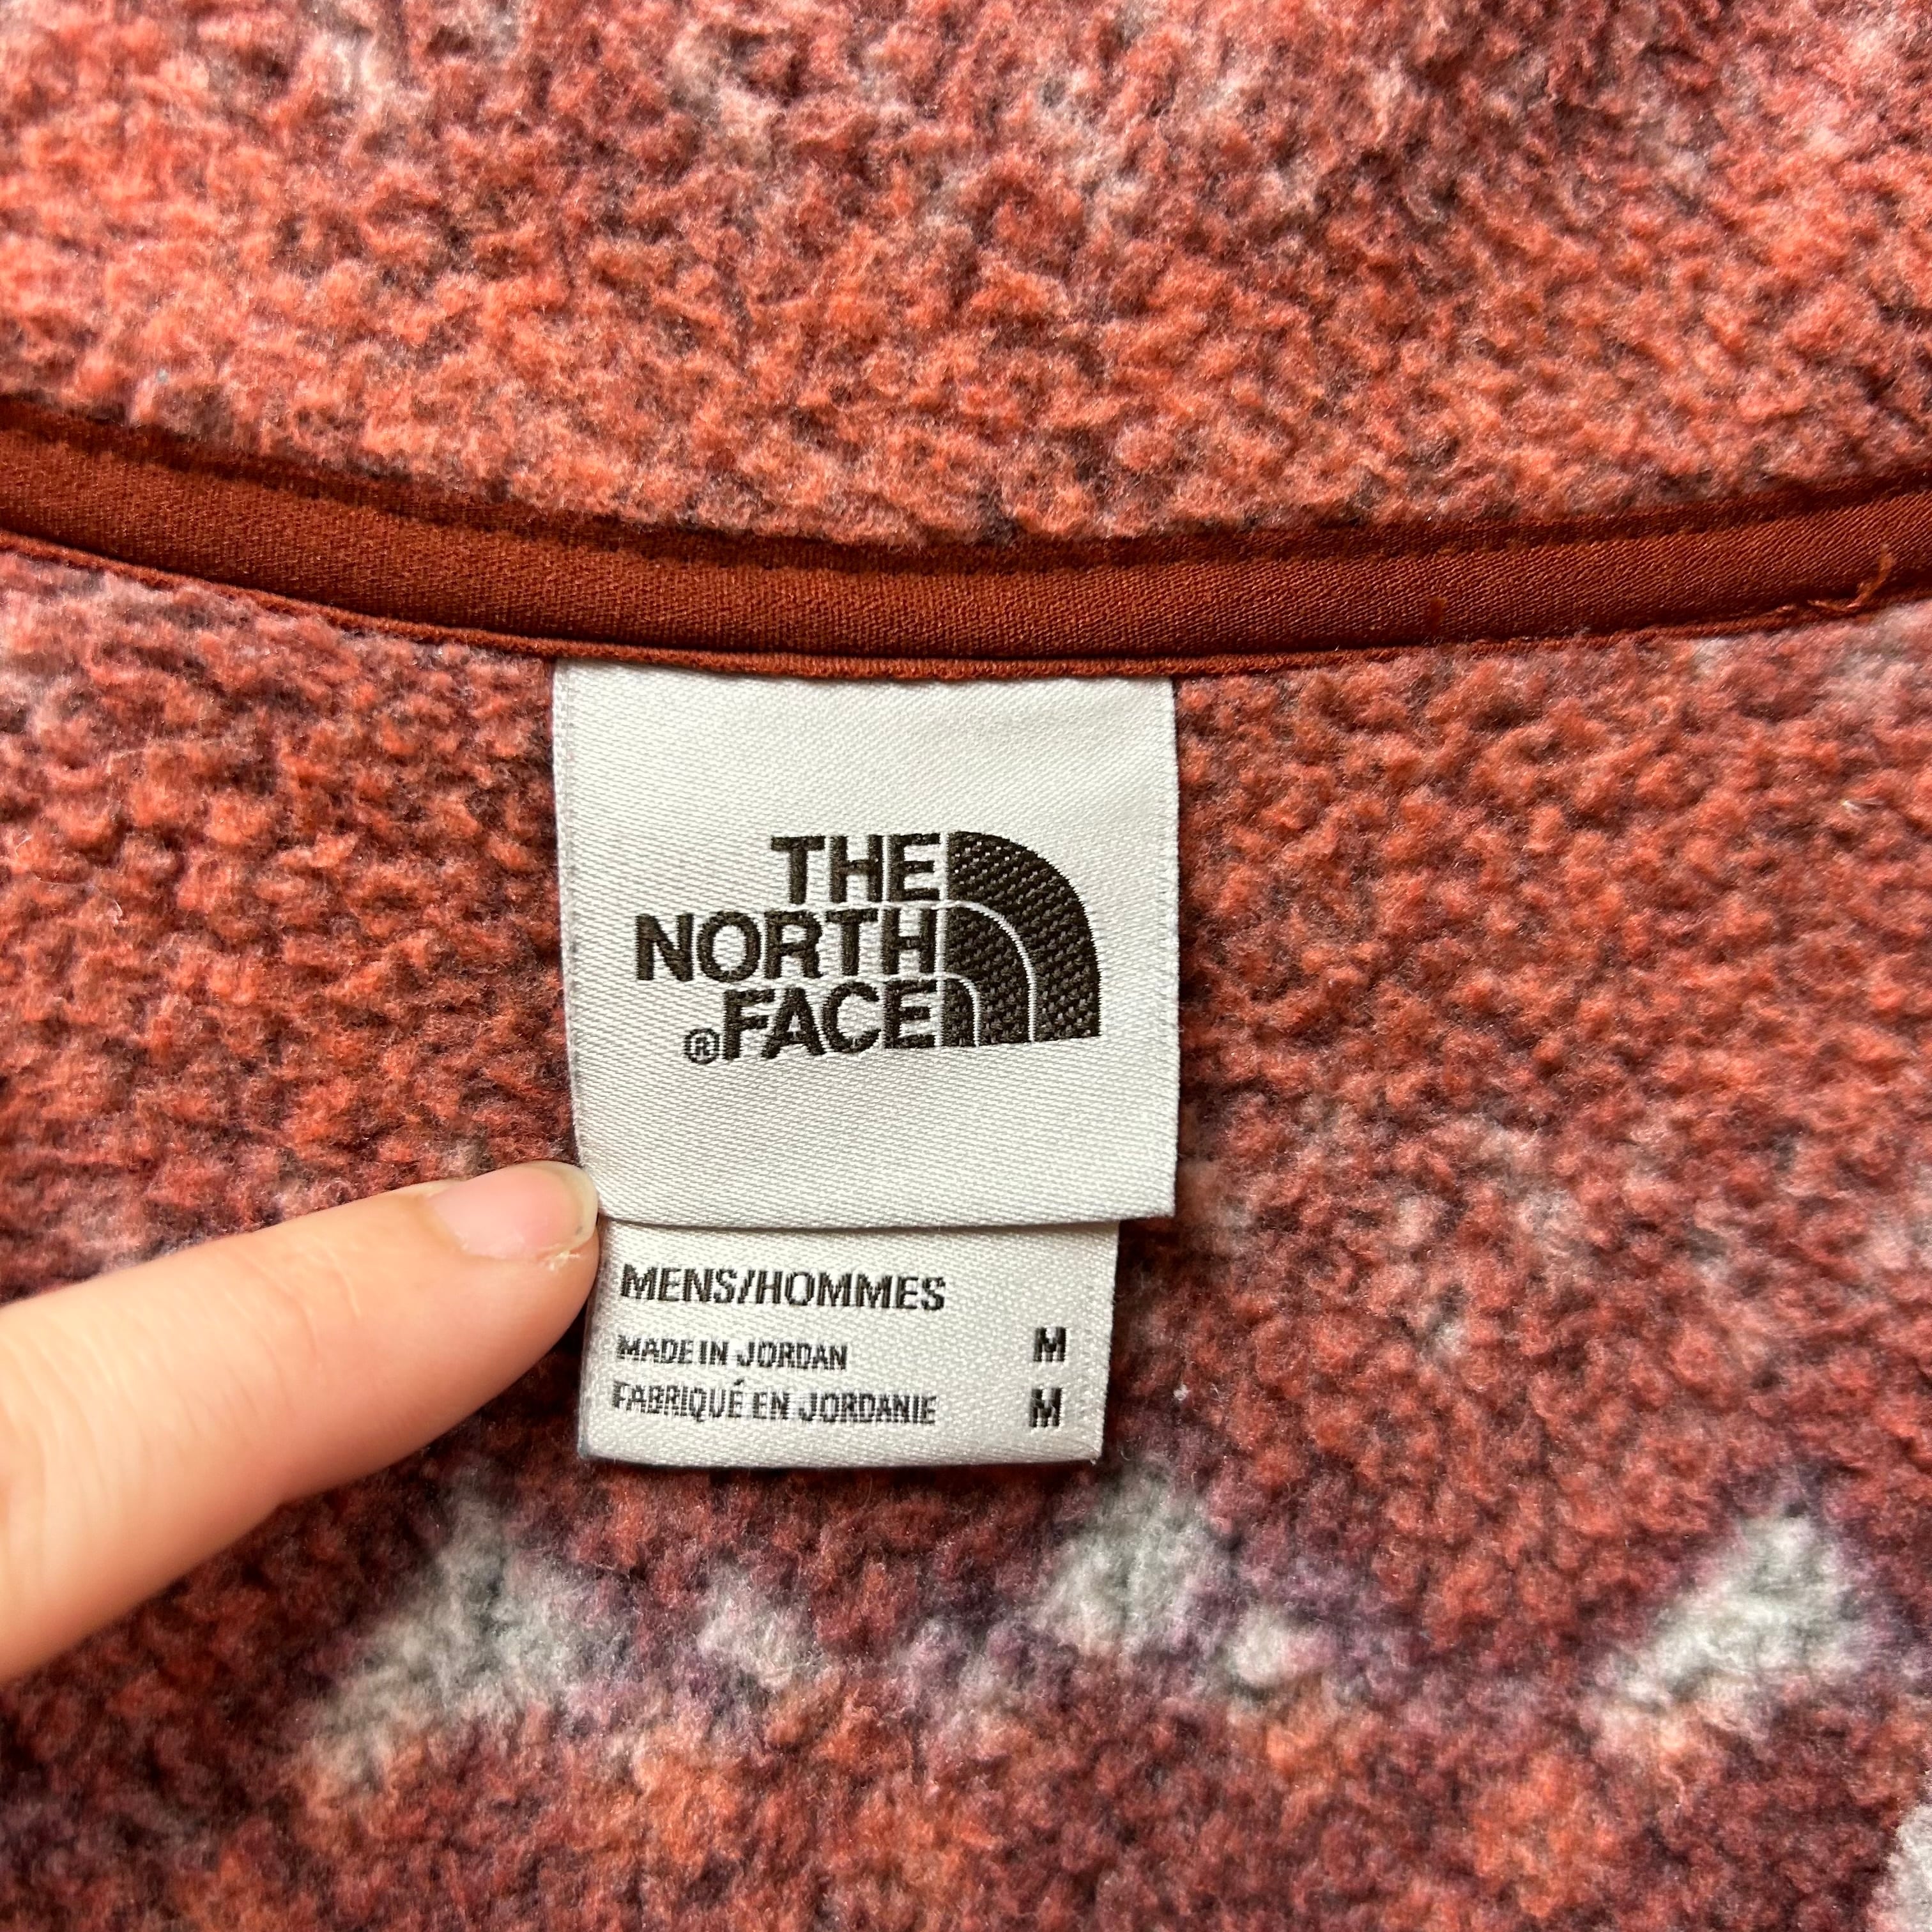 THE
NORTH
®FACE
MENS/HOMMES
MADE IN JORDAN M
FABRIQUÉ EN JORDANIE M